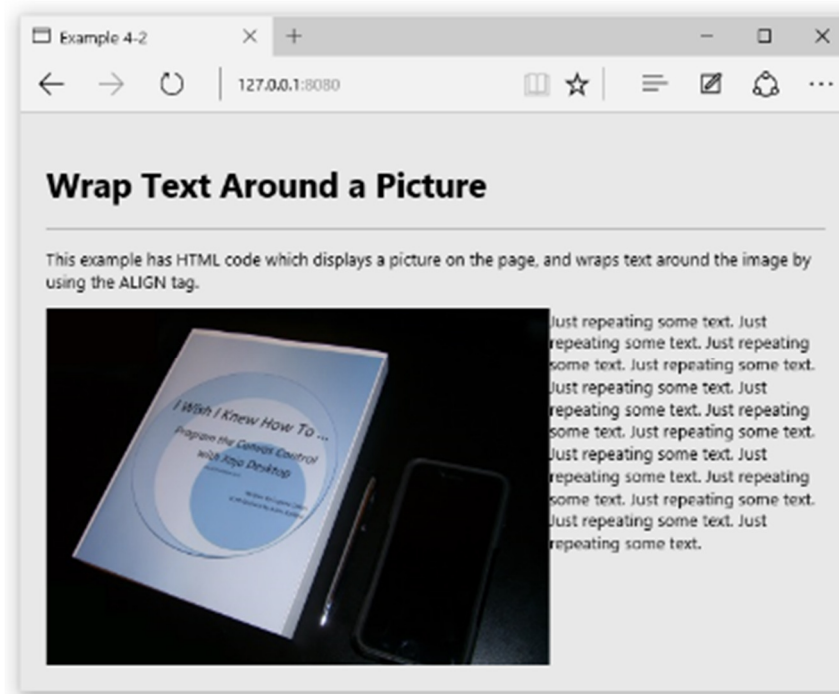 Example 4-2
127.0.0.1:8080
Wrap Text Around a Picture
This example has HTML code which displays a picture on the page, and wraps text around the image by
using the ALIGN tag.
Just repeating some text. Just
repeating some text. Just repeating
some text. Just repeating some text.
Just repeating some text. Just
repeating some text. Just repeating
some text. Just repeating some text.
Just repeating some text. Just
repeating some text. Just repeating
some text. Just repeating some text.
Just repeating some text. Just
repeating some text.
I Wish I Knew How To ...
Program the Canvas Control
with Xojo Desktop